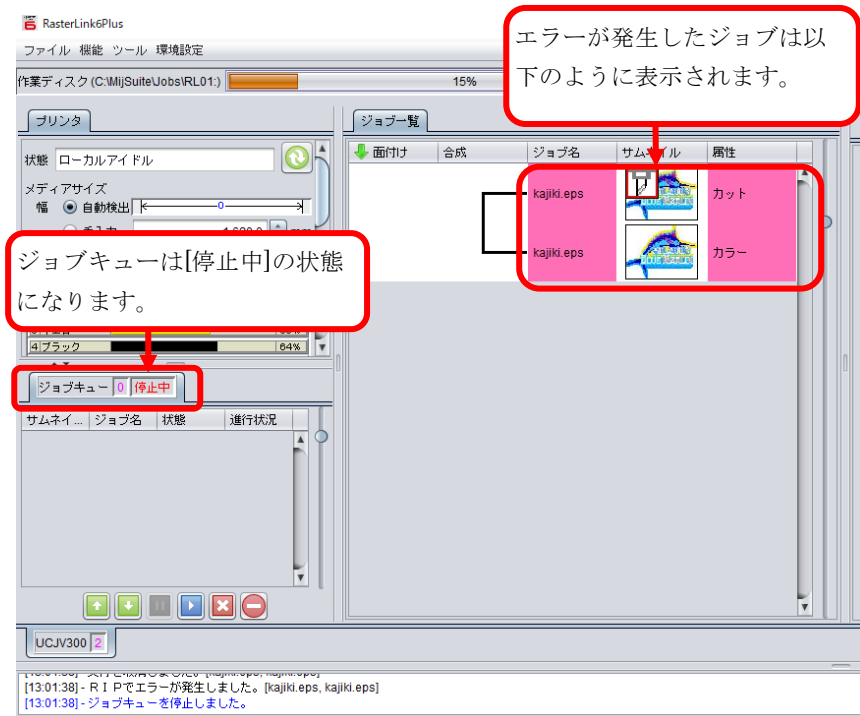 RasterLink6Plus
ファイル 機能 ツール 環境設定
エラーが発生したジョブは以
下のように表示されます。
作業ディスク(C:\MijSuite\Jobs\RL01:) 15%
プリンタ
ジョブ一覧
状態 ローカルアイドル
面付け 合成 ジョブ名 サムネイル 属性
メディアサイズ
幅 自動検出 0
kajiki.eps カット
kajiki.eps カラー
ジョブキューは[停止中]の状態
になります。
4 ブラック 64%
ジョブキュー 0 停止中
サムネイ... ジョブ名 状態 進行状況
UCJV300 2
[13:01:38] - RIPでエラーが発生しました。[kajiki.eps, kajiki.eps]
[13:01:38] - ジョブキューを停止しました。